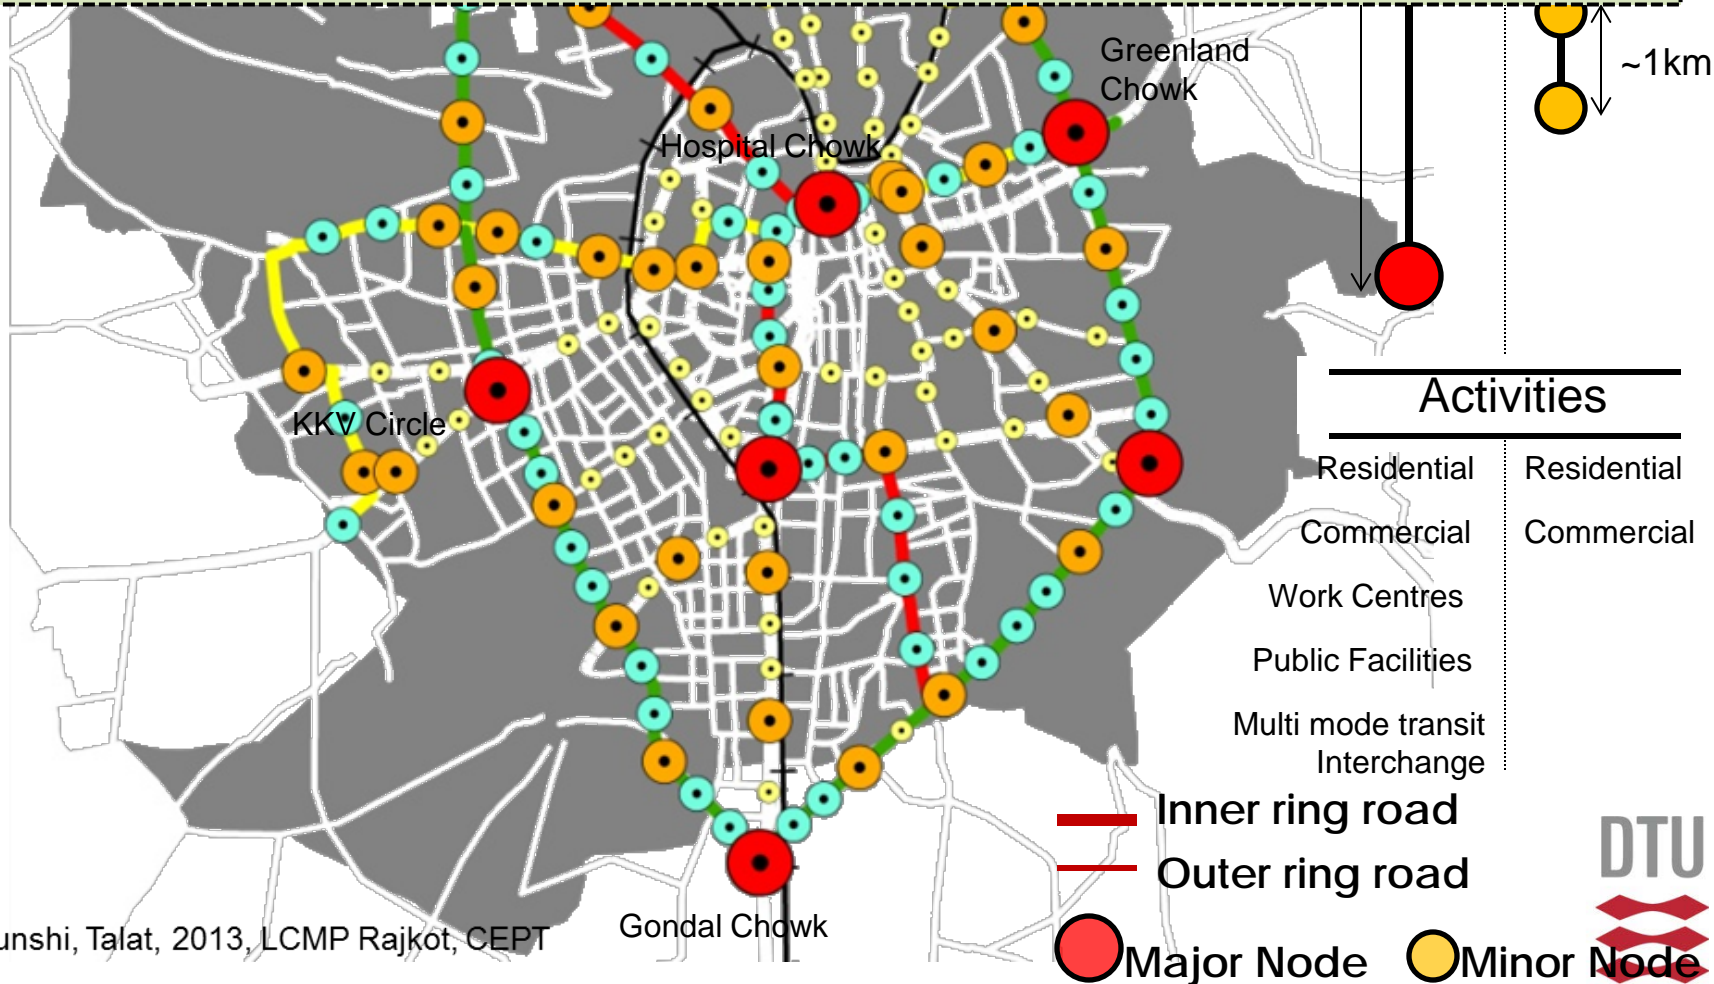 Greenland
Chowk
~1km
Hospital Chowk
KKV Circle
Activities
Residential
Residential
Commercial
Commercial
Work Centres
Public Facilities
Multi mode transit
Interchange
Inner ring road
Outer ring road
DTU
Gondal Chowk
unshi, Talat, 2013, LCMP Rajkot, CEPT
Major Node
Minor Node